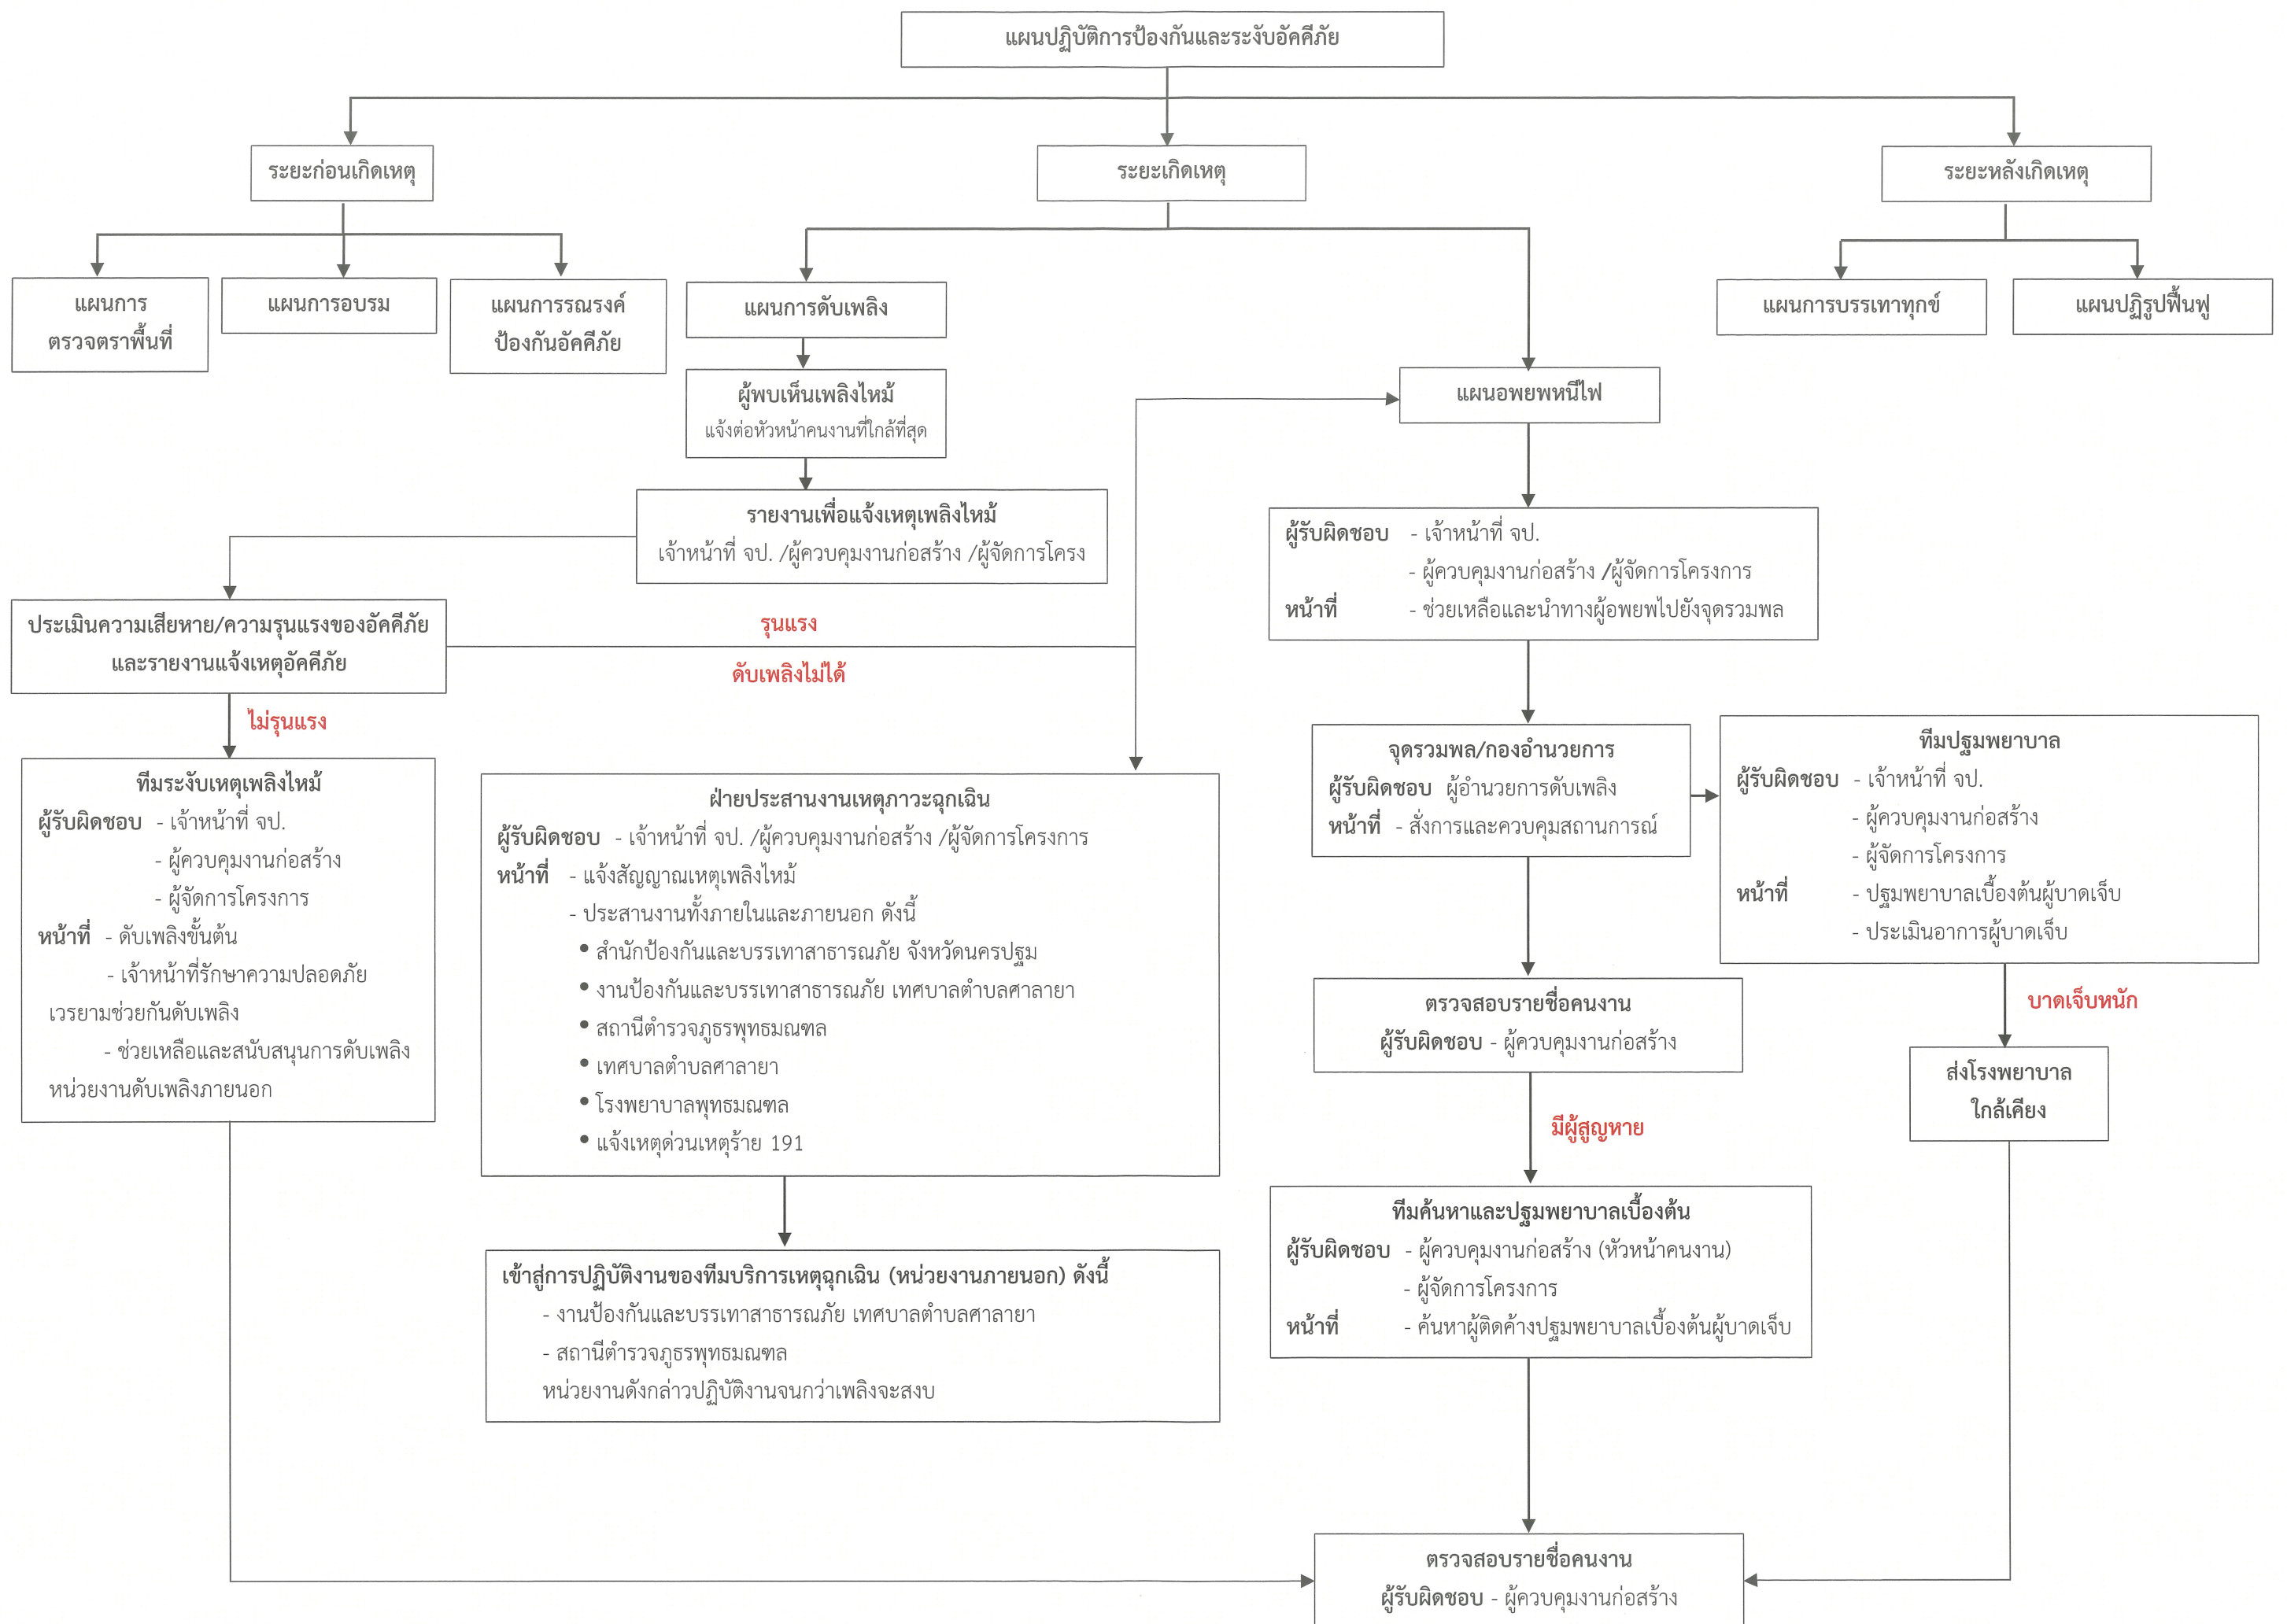 แผนปฏิบัติการป้องกันและระงับอัคคีภัย
ระยะก่อนเกิดเหตุ
ระยะเกิดเหตุ
ระยะหลังเกิดเหตุ
แผนการ
ตรวจตราพื้นที่
แผนการอบรม
แผนการรณรงค์
ป้องกันอัคคีภัย
แผนการดับเพลิง
แผนการบรรเทาทุกข์
แผนปฏิรูปฟื้นฟู
ผู้พบเห็นเพลิงไหม้
แจ้งต่อหัวหน้าคนงานที่ใกล้ที่สุด
แผนอพยพหนีไฟ
รายงานเพื่อแจ้งเหตุเพลิงไหม้
เจ้าหน้าที่ จป. /ผู้ควบคุมงานก่อสร้าง /ผู้จัดการโครง
ผู้รับผิดชอบ - เจ้าหน้าที่ จป.
- ผู้ควบคุมงานก่อสร้าง /ผู้จัดการโครงการ
หน้าที่ - ช่วยเหลือและนำทางผู้อพยพไปยังจุดรวมพล
ประเมินความเสียหาย/ความรุนแรงของอัคคีภัย
และรายงานแจ้งเหตุอัคคีภัย
รุนแรง
ดับเพลิงไม่ได้
ไม่รุนแรง
ทีมระงับเหตุเพลิงไหม้
ผู้รับผิดชอบ - เจ้าหน้าที่ จป.
- ผู้ควบคุมงานก่อสร้าง
- ผู้จัดการโครงการ
หน้าที่ - ดับเพลิงขั้นต้น
- เจ้าหน้าที่รักษาความปลอดภัย
เวรยามช่วยกันดับเพลิง
- ช่วยเหลือและสนับสนุนการดับเพลิง
หน่วยงานดับเพลิงภายนอก
ฝ่ายประสานงานเหตุภาวะฉุกเฉิน
ผู้รับผิดชอบ - เจ้าหน้าที่ จป. /ผู้ควบคุมงานก่อสร้าง /ผู้จัดการโครงการ
หน้าที่ - แจ้งสัญญาณเหตุเพลิงไหม้
- ประสานงานทั้งภายในและภายนอก ดังนี้
• สำนักป้องกันและบรรเทาสาธารณภัย จังหวัดนครปฐม
• งานป้องกันและบรรเทาสาธารณภัย เทศบาลตำบลศาลายา
• สถานีตำรวจภูธรพุทธมณฑล
• เทศบาลตำบลศาลายา
• โรงพยาบาลพุทธมณฑล
• แจ้งเหตุด่วนเหตุร้าย 191
เข้าสู่การปฏิบัติงานของทีมบริการเหตุฉุกเฉิน (หน่วยงานภายนอก) ดังนี้
- งานป้องกันและบรรเทาสาธารณภัย เทศบาลตำบลศาลายา
- สถานีตำรวจภูธรพุทธมณฑล
หน่วยงานดังกล่าวปฏิบัติงานจนกว่าเพลิงจะสงบ
จุดรวมพล/กองอำนวยการ
ผู้รับผิดชอบ ผู้อำนวยการดับเพลิง
หน้าที่ - สั่งการและควบคุมสถานการณ์
ทีมปฐมพยาบาล
ผู้รับผิดชอบ - เจ้าหน้าที่ จป.
- ผู้ควบคุมงานก่อสร้าง
- ผู้จัดการโครงการ
หน้าที่ - ปฐมพยาบาลเบื้องต้นผู้บาดเจ็บ
- ประเมินอาการผู้บาดเจ็บ
บาดเจ็บหนัก
ส่งโรงพยาบาล
ใกล้เคียง
ตรวจสอบรายชื่อคนงาน
ผู้รับผิดชอบ - ผู้ควบคุมงานก่อสร้าง
มีผู้สูญหาย
ทีมค้นหาและปฐมพยาบาลเบื้องต้น
ผู้รับผิดชอบ - ผู้ควบคุมงานก่อสร้าง (หัวหน้าคนงาน)
- ผู้จัดการโครงการ
หน้าที่ - ค้นหาผู้ติดค้างปฐมพยาบาลเบื้องต้นผู้บาดเจ็บ
ตรวจสอบรายชื่อคนงาน
ผู้รับผิดชอบ - ผู้ควบคุมงานก่อสร้าง